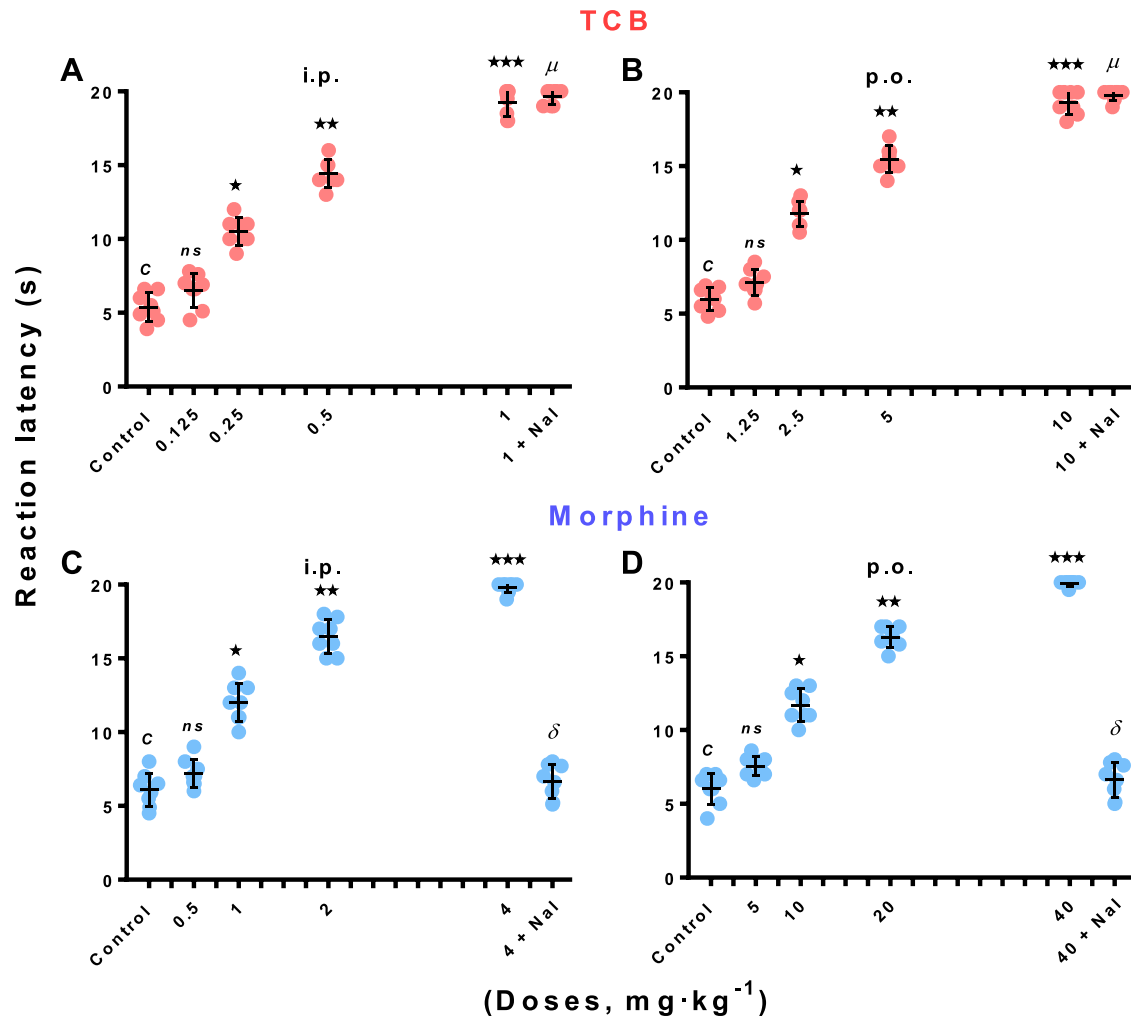 TCB
A
i.p.
★★★
μ
★★
★
ns
C
20
15
10
5
0
Control
0.125
0.25
0.5
1
1 + Nal
B
p.o.
★★★
μ
★★
★
ns
C
20
15
10
5
0
Control
1.25
2.5
5
10
10 + Nal
Reaction latency (s)
Morphine
C
i.p.
★★★
★★
★
ns
C
δ
20
15
10
5
0
Control
0.5
1
2
4
4 + Nal
D
p.o.
★★★
★★
★
ns
C
δ
20
15
10
5
0
Control
5
10
20
40
40 + Nal
(Doses, mg·kg⁻¹)